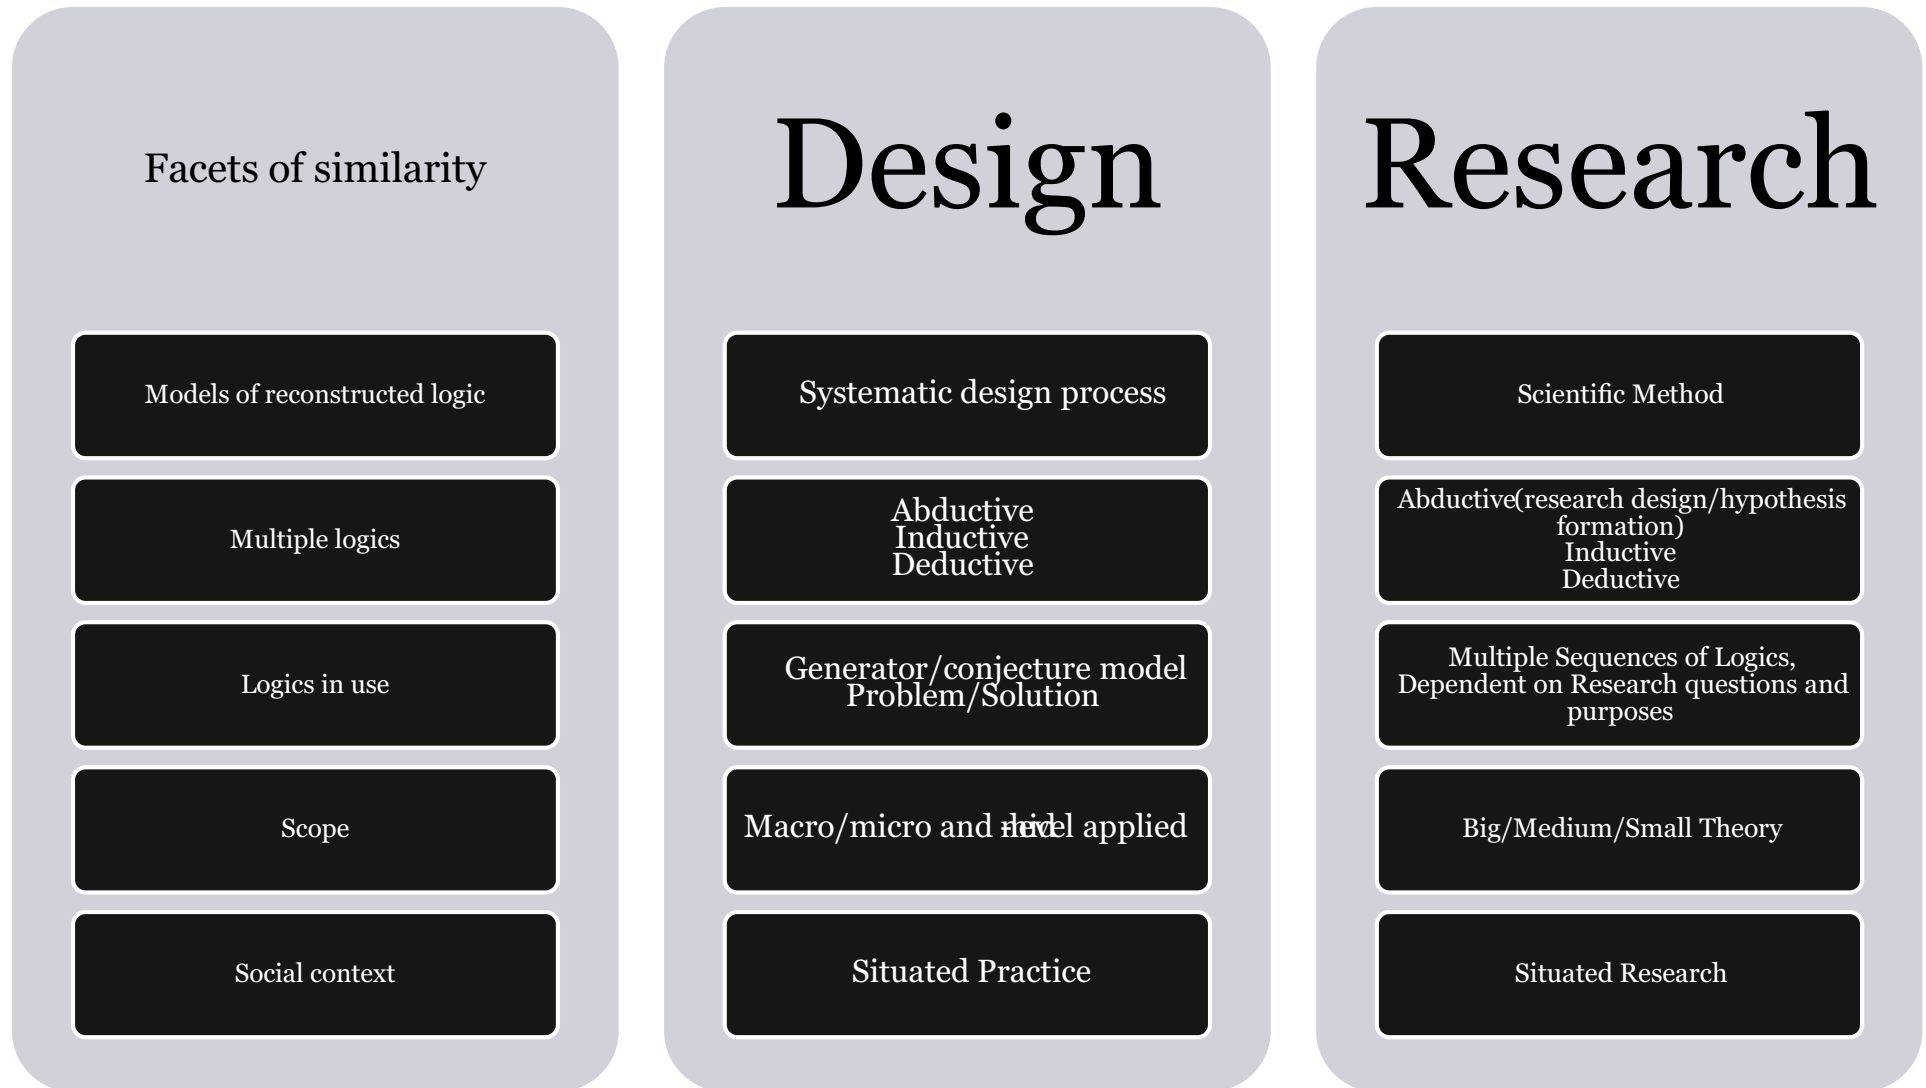 Facets of similarity
Models of reconstructed logic
Multiple logics
Logics in use
Scope
Social context
Design
Systematic design process
Abductive
Inductive
Deductive
Generator/conjecture model
Problem/Solution
Macro/micro and applied
Situated Practice
Research
Scientific Method
Abductive(research design/hypothesis
formation)
Inductive
Deductive
Multiple Sequences of Logics,
Dependent on Research questions and
purposes
Big/Medium/Small Theory
Situated Research